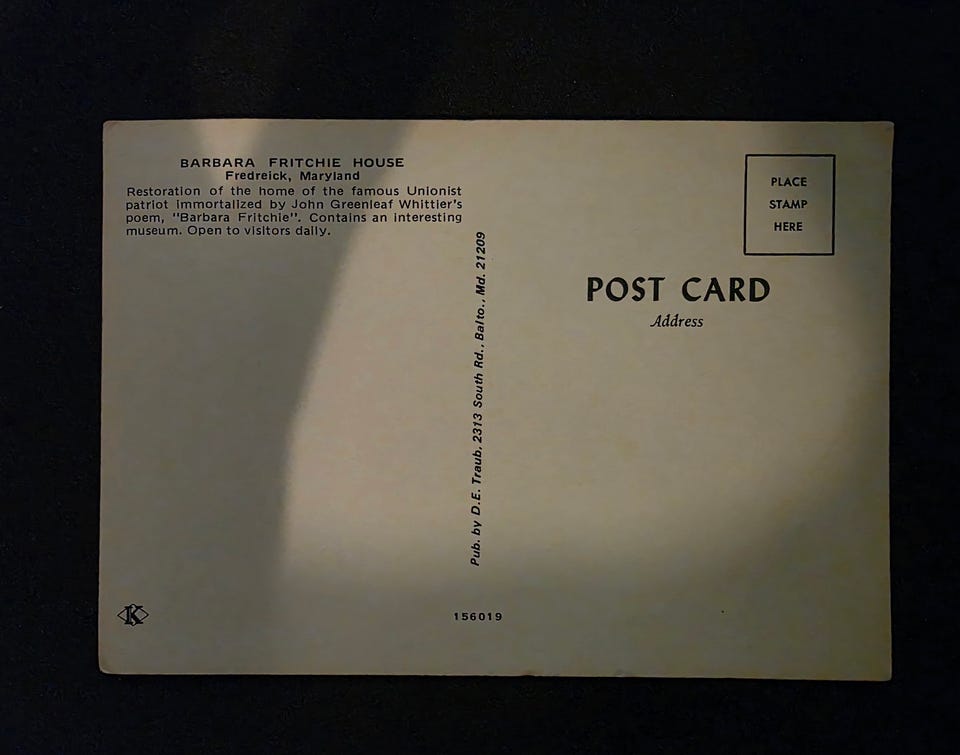 BARBARA FRITCHIE HOUSE
Fredreick, Maryland
Restoration of the home of the famous Unionist
patriot immortalized by John Greenleaf Whittier's
poem, "Barbara Fritchie". Contains an interesting
museum. Open to visitors daily.
Pub. by D.E. Traub, 2313 South Rd., Balto., Md. 21209
PLACE
STAMP
HERE
POST CARD
Address
K
156019